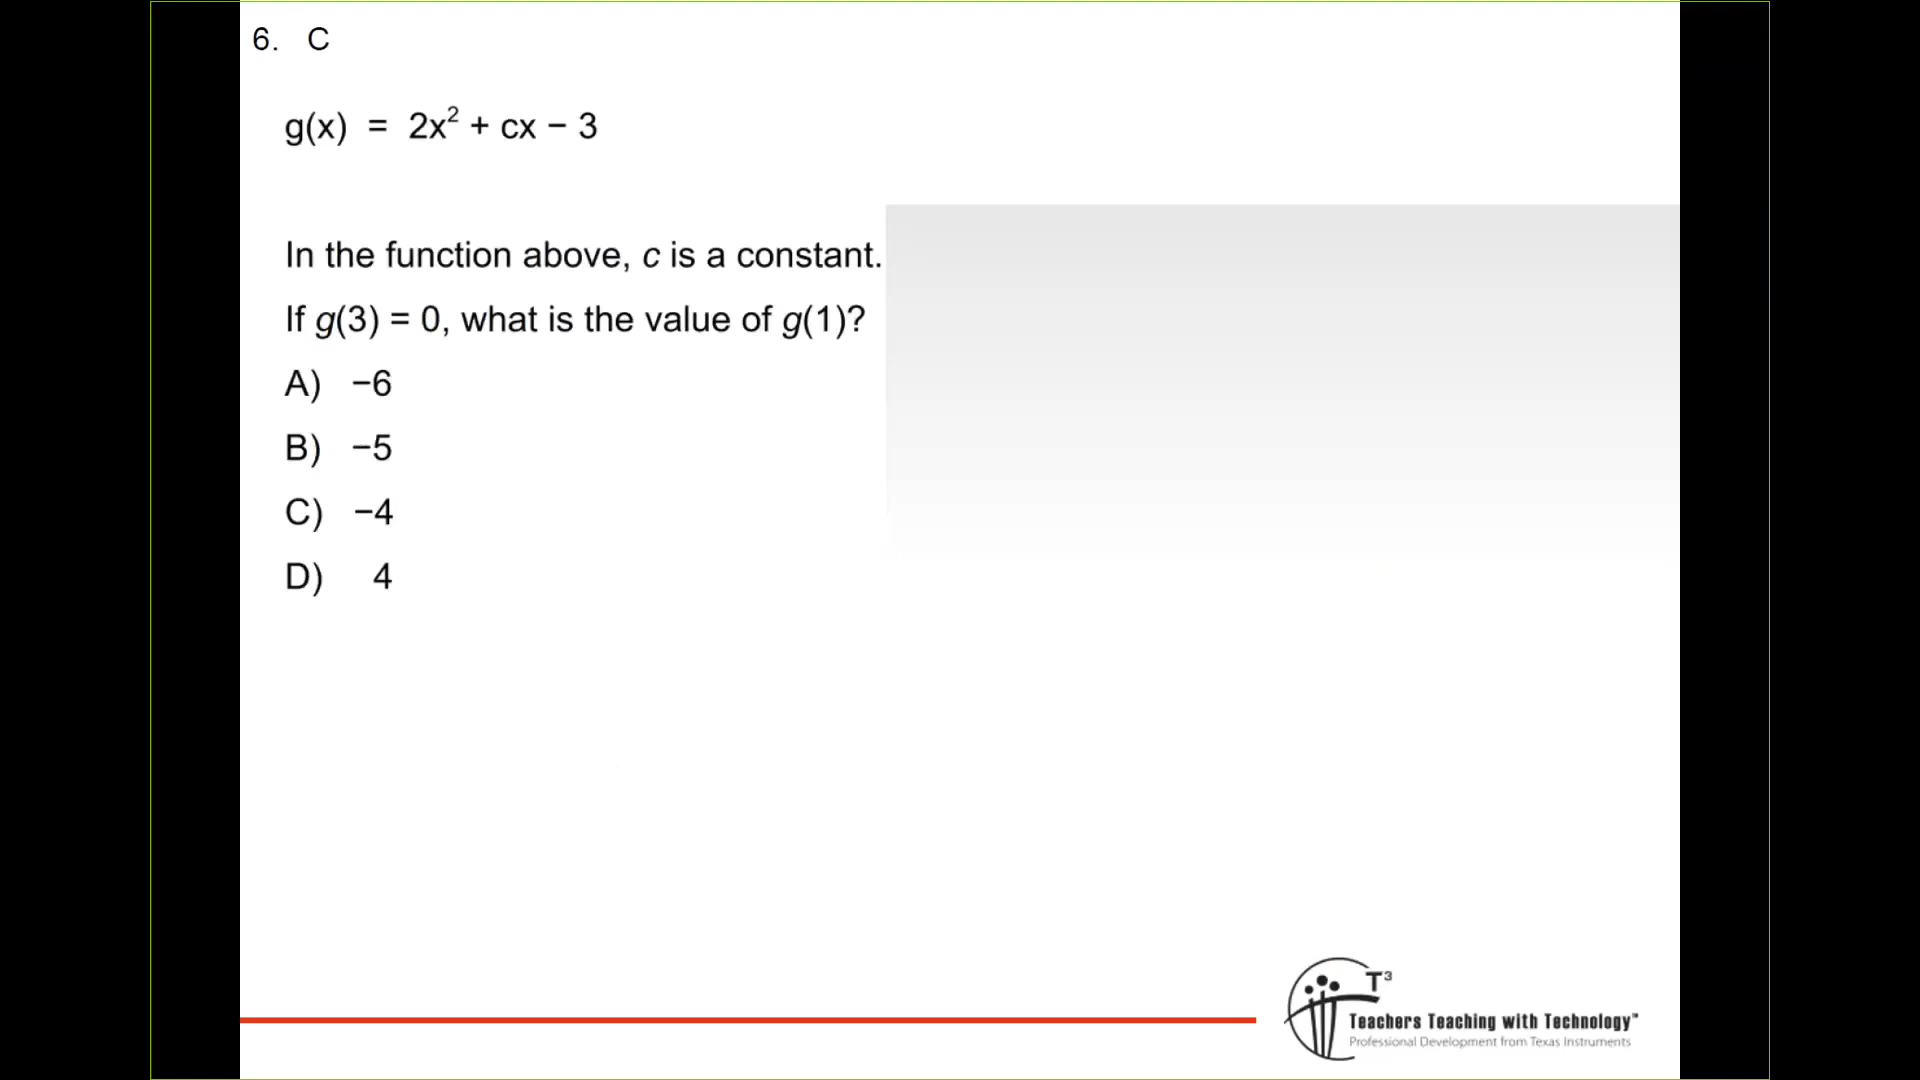 6. C
g(x) = 2x² + cx − 3
In the function above, c is a constant.
If g(3) = 0, what is the value of g(1)?
A) −6
B) −5
C) −4
D) 4
T³
Teachers Teaching with Technology™
Professional Development from Texas Instruments